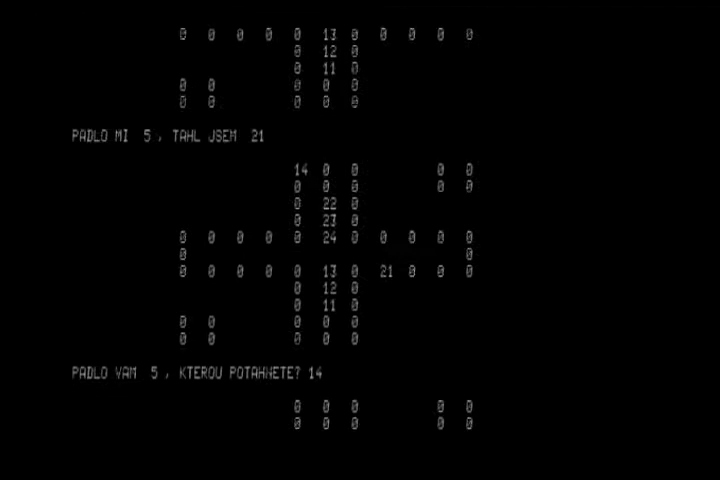 0 0 0 0 0 13 0 0 0 0 0
0 12 0
0 11 0
0 0 0 0 0
0 0 0 0 0
PADLO MI 5 , TAHL JSEM 21
14 0 0 0 0
0 0 0 0 0
0 22 0
0 23 0
0 0 0 0 0 24 0 0 0 0 0
0 0
0 0 0 0 0 13 0 21 0 0 0
0 12 0
0 11 0
0 0 0 0 0
0 0 0 0 0
PADLO VAM 5 , KTEROU POTAHNETE? 14
0 0 0 0 0
0 0 0 0 0